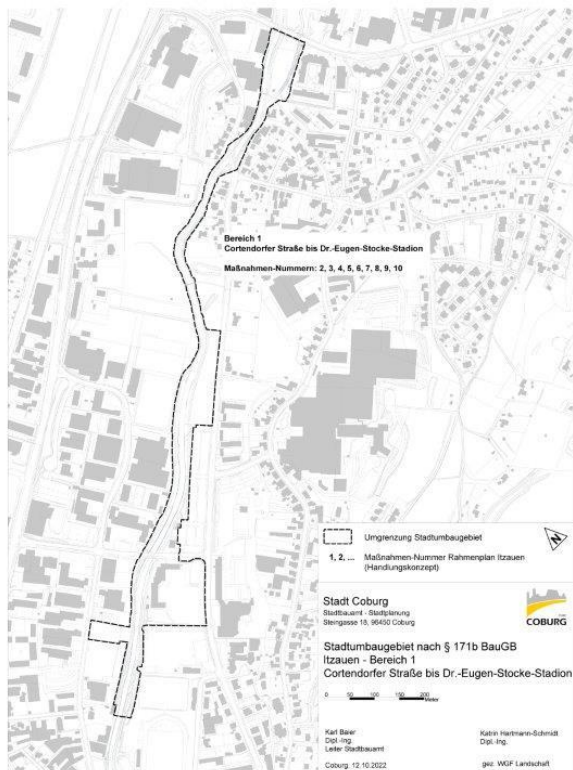 Bereich 1
Cortendorfer Straße bis Dr.-Eugen-Stocke-Stadion
Maßnahmen-Nummern: 2, 3, 4, 5, 6, 7, 8, 9, 10
Umgrenzung Stadtumbaugebiet
N
1, 2, ... Maßnahmen-Nummer Rahmenplan Itzauen
(Handlungskonzept)
Stadt Coburg
Stadtbauamt - Stadtplanung
Steingasse 18, 96450 Coburg
COBURG
Stadtumbaugebiet nach § 171b BauGB
Itzauen - Bereich 1
Cortendorfer Straße bis Dr.-Eugen-Stocke-Stadion
0 50 100 150 200
Meter
Karl Baier
Dipl.-Ing.
Leiter Stadtbauamt
Katrin Hartmann-Schmidt
Dipl.-Ing.
Coburg, 12.10.2022
gez. WGF Landschaft